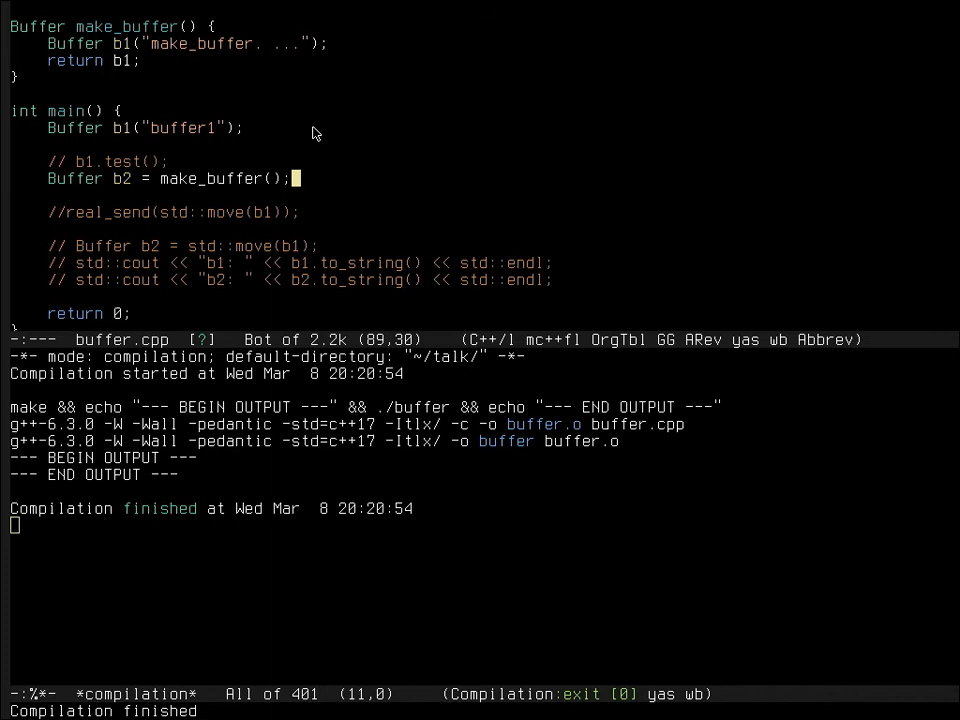 Buffer make_buffer() {
    Buffer b1("make_buffer. ...");
    return b1;
}
int main() {
    Buffer b1("buffer1");
    // b1.test();
    Buffer b2 = make_buffer();
    //real_send(std::move(b1));
    // Buffer b2 = std::move(b1);
    // std::cout << "b1: " << b1.to_string() << std::endl;
    // std::cout << "b2: " << b2.to_string() << std::endl;
    return 0;
}
-:---  buffer.cpp  [?]   Bot of 2.2k (89,30)    (C++/l mc++fl OrgTbl GG ARev yas wb Abbrev)
-*- mode: compilation; default-directory: "~/talk/" -*-
Compilation started at Wed Mar  8 20:20:54
make && echo "--- BEGIN OUTPUT ---" && ./buffer && echo "--- END OUTPUT ---"
g++-6.3.0 -W -Wall -pedantic -std=c++17 -Itlx/ -c -o buffer.o buffer.cpp
g++-6.3.0 -W -Wall -pedantic -std=c++17 -Itlx/ -o buffer buffer.o
--- BEGIN OUTPUT ---
--- END OUTPUT ---
Compilation finished at Wed Mar  8 20:20:54
-:%*-  *compilation*   All of 401  (11,0)     (Compilation:exit [0] yas wb)
Compilation finished